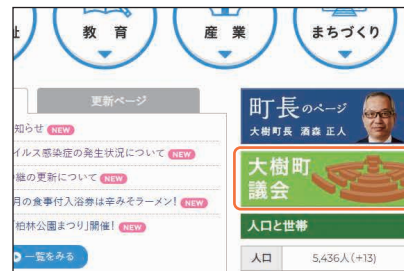 教育
産業
まちづくり
更新ページ
知らせ NEW
イルス感染症の発生状況について NEW
の更新について NEW
月の食事付入浴券は辛みそラーメン! NEW
「柏林公園まつり」開催! NEW
一覧をみる
町長のページ
大樹町長 酒森 正人
大樹町
議会
人口と世帯
人口 5,436人(+13)